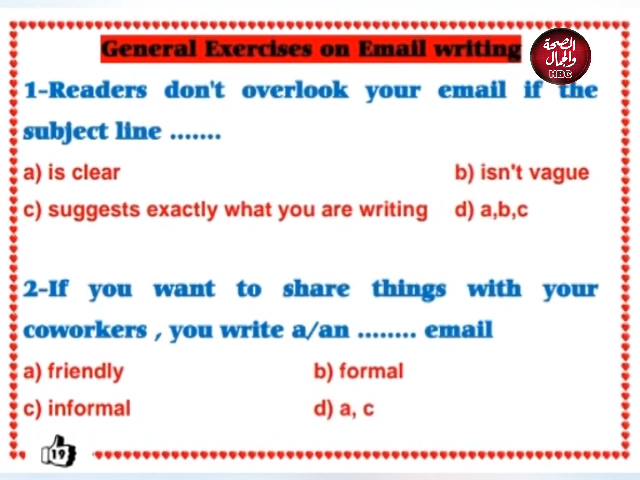 General Exercises on Email writing
الصحة
والجمال
HBC
1-Readers don't overlook your email if the
subject line .......
a) is clear b) isn't vague
c) suggests exactly what you are writing d) a,b,c
2-If you want to share things with your
coworkers , you write a/an ........ email
a) friendly b) formal
c) informal d) a, c
19